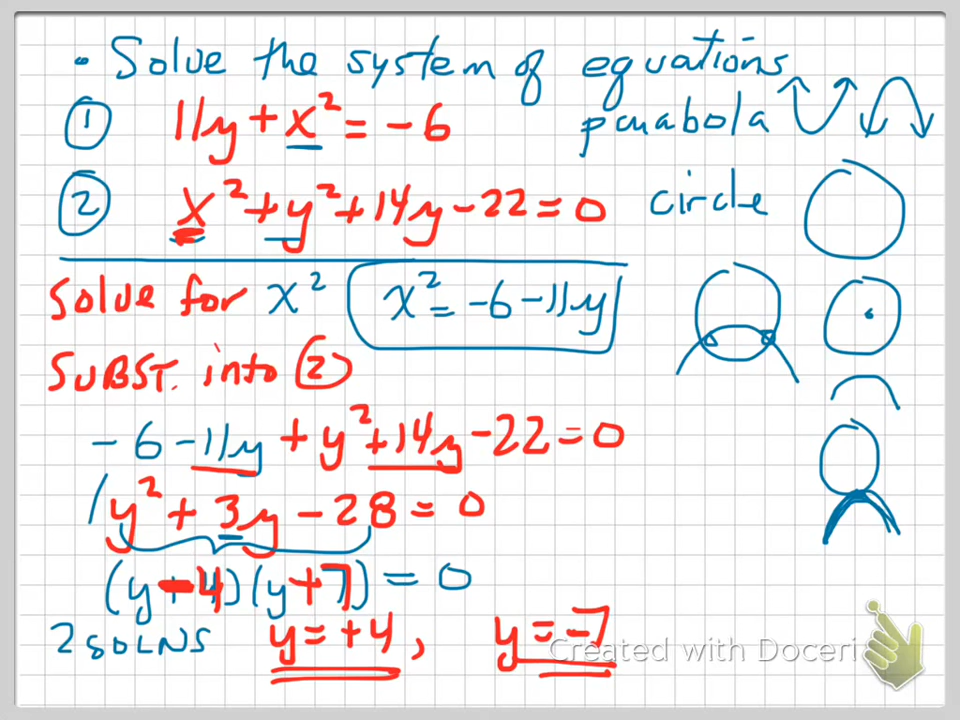 • Solve the system of equations
① 11y + x² = -6 parabola
② x² + y² + 14y - 22 = 0 circle
Solve for x² x² = -6 - 11y
SUBST. into ②
-6 - 11y + y² + 14y - 22 = 0
1y² + 3y - 28 = 0
(y - 4)(y + 7) = 0
2 SOLNS y = +4, y = -7
Created with Doceri